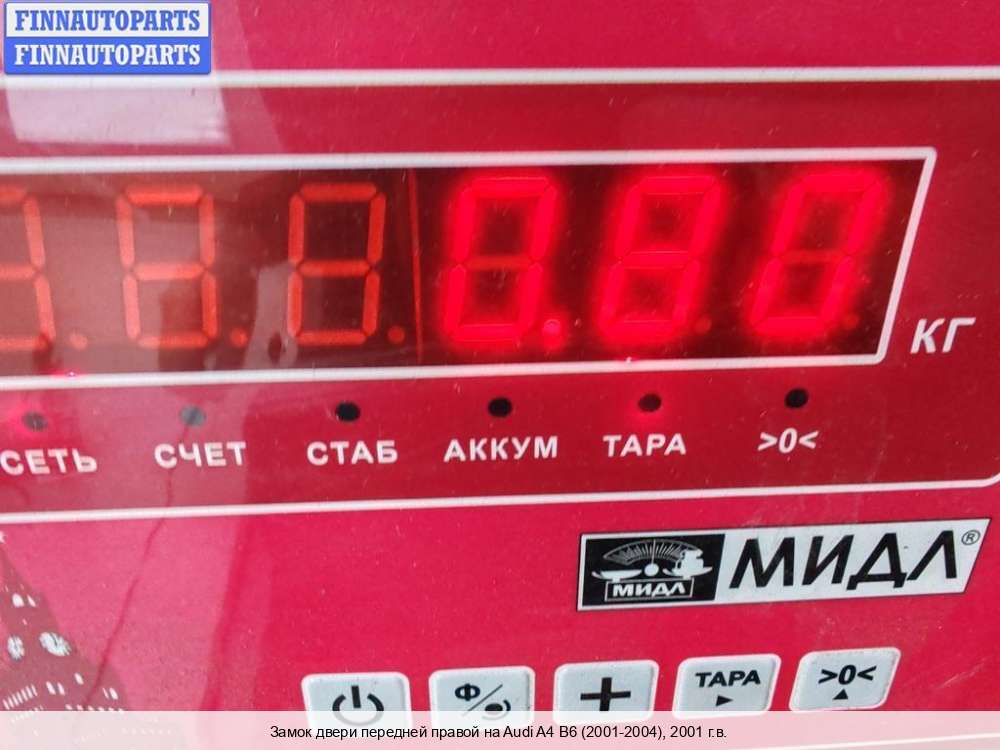 FINNAUTOPARTS
FINNAUTOPARTS
0.80
КГ
СЕТЬ СЧЕТ СТАБ АККУМ ТАРА >0<
МИДЛ МИДЛ®
Ф ТАРА >0<
Замок двери передней правой на Audi A4 B6 (2001-2004), 2001 г.в.